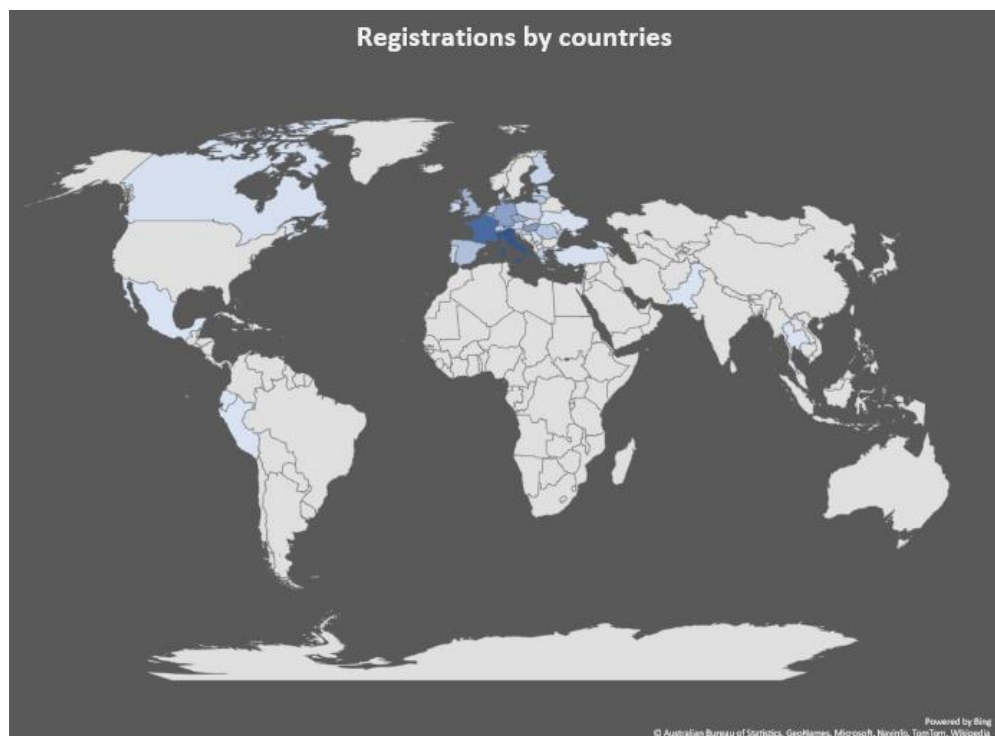 Registrations by countries
Powered by Bing
© Australian Bureau of Statistics, GeoNames, Microsoft, Navinfo, TomTom, Wikipedia